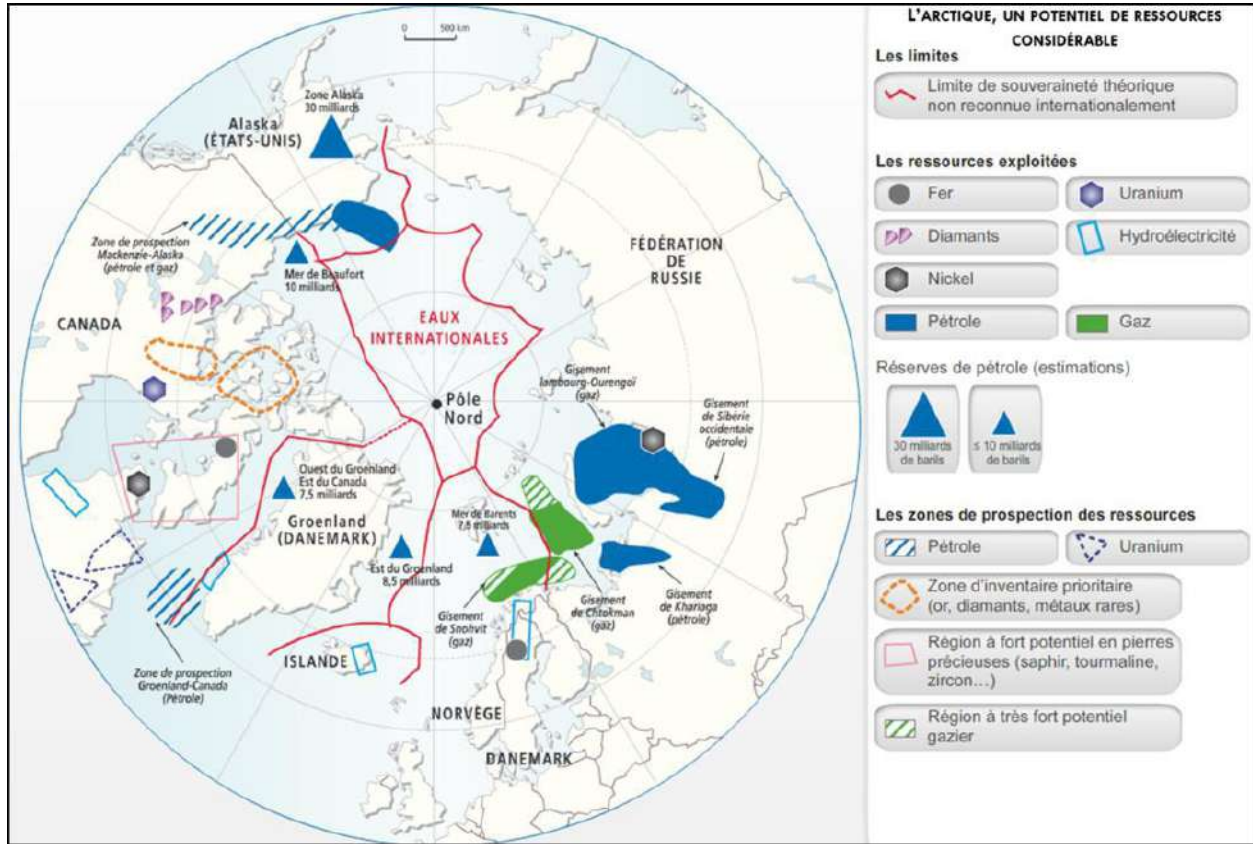 L'ARCTIQUE, UN POTENTIEL DE RESSOURCES
CONSIDÉRABLE
Les limites
Limite de souveraineté théorique
non reconnue internationalement
Les ressources exploitées
Fer
Uranium
Diamants
Hydroélectricité
Nickel
Pétrole
Gaz
Réserves de pétrole (estimations)
30 milliards
de barils
≤ 10 milliards
de barils
Les zones de prospection des ressources
Pétrole
Uranium
Zone d'inventaire prioritaire
(or, diamants, métaux rares)
Région à fort potentiel en pierres
précieuses (saphir, tourmaline,
zircon...)
Région à très fort potentiel
gazier
0 500 km
Zone Alaska
30 milliards
Alaska
(ÉTATS-UNIS)
Zone de prospection
Mackenzie-Alaska
(pétrole et gaz)
Mer de Beaufort
10 milliards
FÉDÉRATION
DE
RUSSIE
CANADA
EAUX
INTERNATIONALES
Pôle
Nord
Gisement
Iambourg-Ourengoï
(gaz)
Gisement
de Sibérie
occidentale
(pétrole)
Ouest du Groenland-
Est du Canada
7,5 milliards
Groenland
(DANEMARK)
Mer de Barents
7,5 milliards
Est du Groenland
8,5 milliards
Gisement
de Snohvit
(gaz)
Gisement
de Chtokman
(gaz)
Gisement
de Khariaga
(pétrole)
ISLANDE
Zone de prospection
Groenland-Canada
(Pétrole)
NORVÈGE
DANEMARK